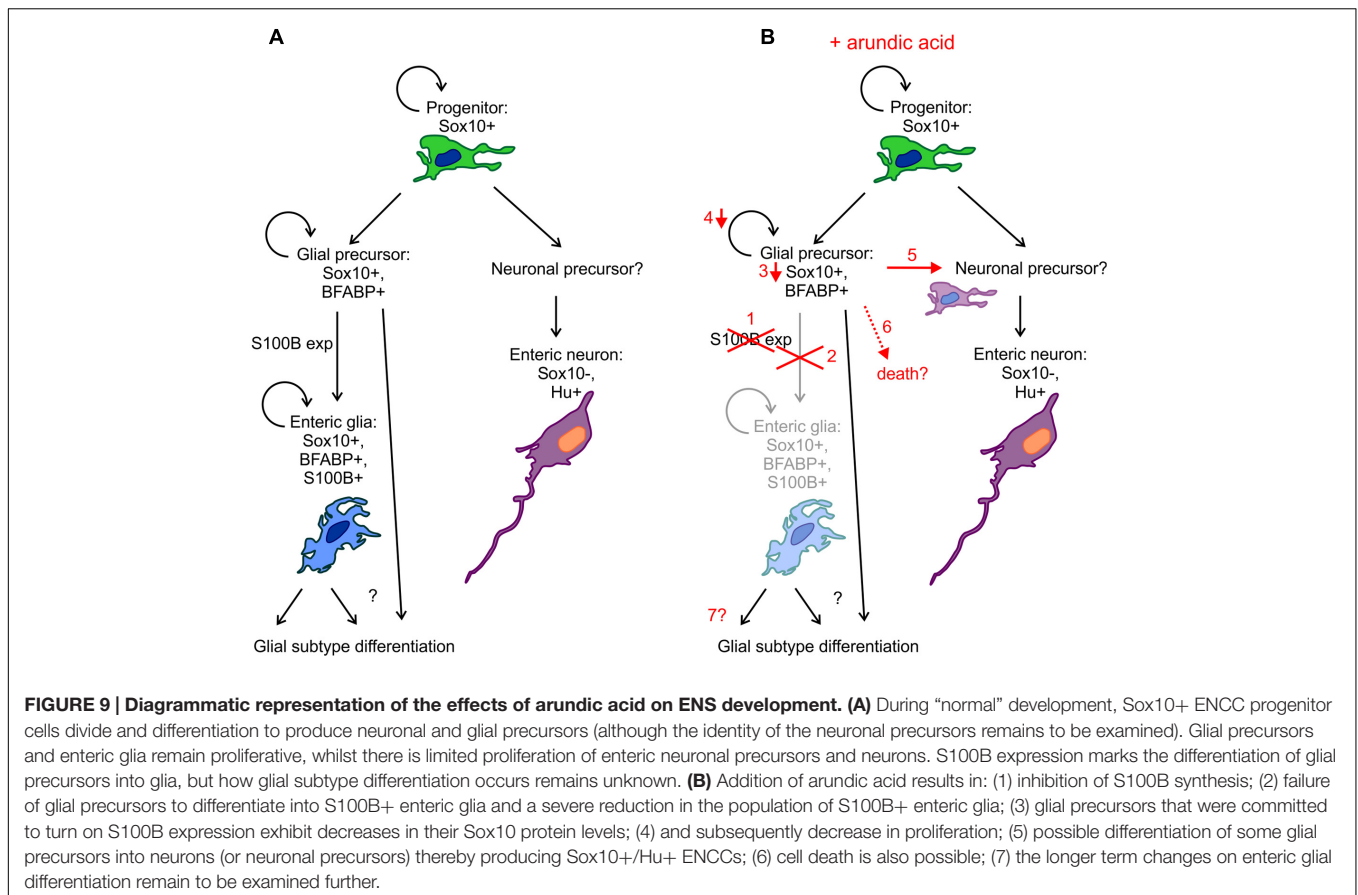 A
Progenitor:
Sox10+
Glial precursor:
Sox10+,
BFABP+
Neuronal precursor?
S100B exp
Enteric neuron:
Sox10-,
Hu+
Enteric glia:
Sox10+,
BFABP+,
S100B+
?
Glial subtype differentiation
B
+ arundic acid
Progenitor:
Sox10+
4
Glial precursor:
3 Sox10+,
BFABP+
5
Neuronal precursor?
1
S100B exp
2
6
death?
Enteric neuron:
Sox10-,
Hu+
Enteric glia:
Sox10+,
BFABP+,
S100B+
7?
?
Glial subtype differentiation
FIGURE 9 | Diagrammatic representation of the effects of arundic acid on ENS development. (A) During “normal” development, Sox10+ ENCC progenitor
cells divide and differentiation to produce neuronal and glial precursors (although the identity of the neuronal precursors remains to be examined). Glial precursors
and enteric glia remain proliferative, whilst there is limited proliferation of enteric neuronal precursors and neurons. S100B expression marks the differentiation of glial
precursors into glia, but how glial subtype differentiation occurs remains unknown. (B) Addition of arundic acid results in: (1) inhibition of S100B synthesis; (2) failure
of glial precursors to differentiate into S100B+ enteric glia and a severe reduction in the population of S100B+ enteric glia; (3) glial precursors that were committed
to turn on S100B expression exhibit decreases in their Sox10 protein levels; (4) and subsequently decrease in proliferation; (5) possible differentiation of some glial
precursors into neurons (or neuronal precursors) thereby producing Sox10+/Hu+ ENCCs; (6) cell death is also possible; (7) the longer term changes on enteric glial
differentiation remain to be examined further.